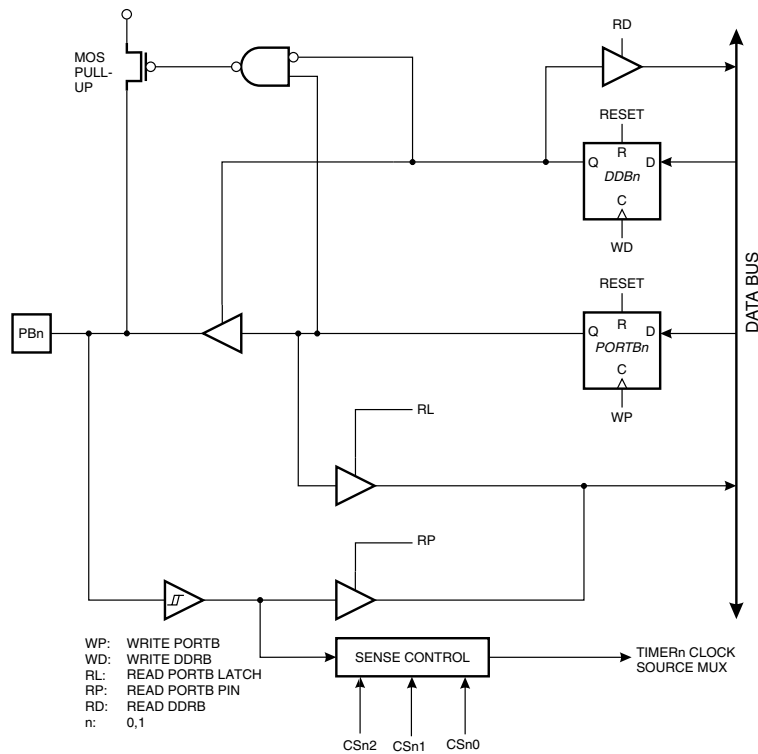 RD
MOS
PULL-
UP
RESET
R
Q
D
DDBn
C
WD
RESET
R
PBn
Q
D
PORTBn
C
WP
DATA BUS
RL
RP
WP: WRITE PORTB
WD: WRITE DDRB
RL: READ PORTB LATCH
RP: READ PORTB PIN
RD: READ DDRB
n: 0,1
SENSE CONTROL
TIMERn CLOCK
SOURCE MUX
CSn2
CSn1
CSn0